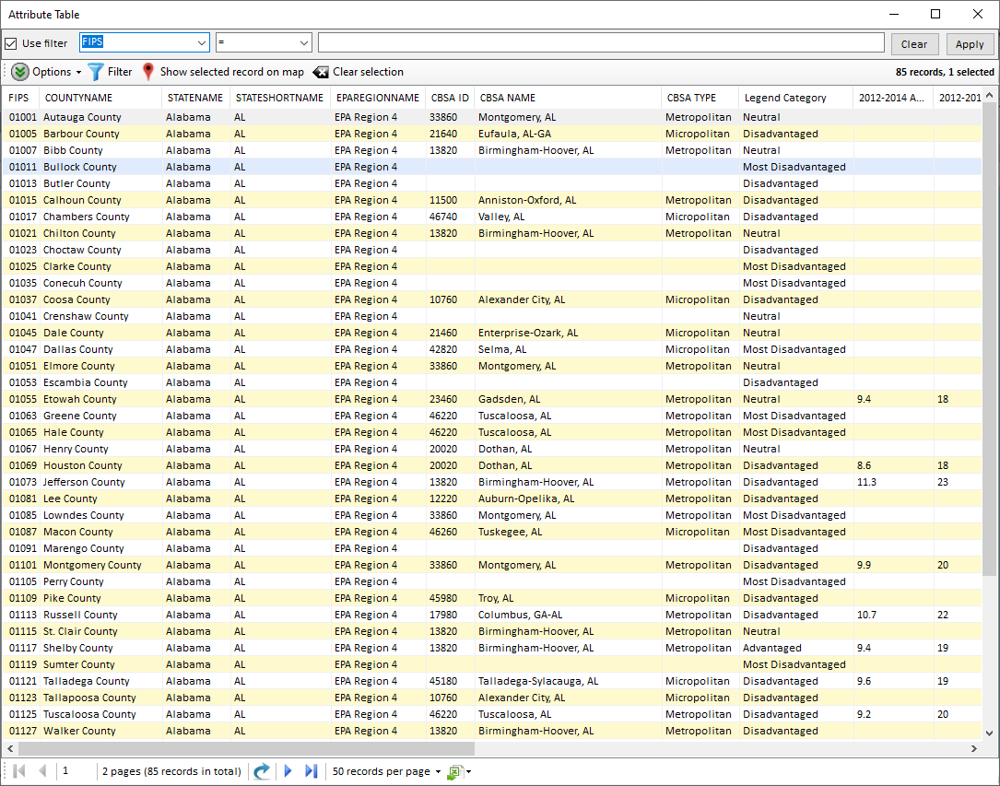 Attribute Table
Use filter FIPS = Clear Apply
Options Filter Show selected record on map Clear selection 85 records, 1 selected
FIPS COUNTYNAME STATENAME STATESHORTNAME EPAREGIONNAME CBSA ID CBSA NAME CBSA TYPE Legend Category 2012-2014 A... 2012-201
01001 Autauga County Alabama AL EPA Region 4 33860 Montgomery, AL Metropolitan Neutral
01005 Barbour County Alabama AL EPA Region 4 21640 Eufaula, AL-GA Micropolitan Disadvantaged
01007 Bibb County Alabama AL EPA Region 4 13820 Birmingham-Hoover, AL Metropolitan Neutral
01011 Bullock County Alabama AL EPA Region 4 Most Disadvantaged
01013 Butler County Alabama AL EPA Region 4 Disadvantaged
01015 Calhoun County Alabama AL EPA Region 4 11500 Anniston-Oxford, AL Metropolitan Disadvantaged
01017 Chambers County Alabama AL EPA Region 4 46740 Valley, AL Micropolitan Disadvantaged
01021 Chilton County Alabama AL EPA Region 4 13820 Birmingham-Hoover, AL Metropolitan Neutral
01023 Choctaw County Alabama AL EPA Region 4 Disadvantaged
01025 Clarke County Alabama AL EPA Region 4 Most Disadvantaged
01035 Conecuh County Alabama AL EPA Region 4 Most Disadvantaged
01037 Coosa County Alabama AL EPA Region 4 10760 Alexander City, AL Micropolitan Disadvantaged
01041 Crenshaw County Alabama AL EPA Region 4 Neutral
01045 Dale County Alabama AL EPA Region 4 21460 Enterprise-Ozark, AL Micropolitan Neutral
01047 Dallas County Alabama AL EPA Region 4 42820 Selma, AL Micropolitan Most Disadvantaged
01051 Elmore County Alabama AL EPA Region 4 33860 Montgomery, AL Metropolitan Neutral
01053 Escambia County Alabama AL EPA Region 4 Disadvantaged
01055 Etowah County Alabama AL EPA Region 4 23460 Gadsden, AL Metropolitan Neutral 9.4 18
01063 Greene County Alabama AL EPA Region 4 46220 Tuscaloosa, AL Metropolitan Most Disadvantaged
01065 Hale County Alabama AL EPA Region 4 46220 Tuscaloosa, AL Metropolitan Most Disadvantaged
01067 Henry County Alabama AL EPA Region 4 20020 Dothan, AL Metropolitan Neutral
01069 Houston County Alabama AL EPA Region 4 20020 Dothan, AL Metropolitan Disadvantaged 8.6 18
01073 Jefferson County Alabama AL EPA Region 4 13820 Birmingham-Hoover, AL Metropolitan Disadvantaged 11.3 23
01081 Lee County Alabama AL EPA Region 4 12220 Auburn-Opelika, AL Metropolitan Disadvantaged
01085 Lowndes County Alabama AL EPA Region 4 33860 Montgomery, AL Metropolitan Most Disadvantaged
01087 Macon County Alabama AL EPA Region 4 46260 Tuskegee, AL Micropolitan Most Disadvantaged
01091 Marengo County Alabama AL EPA Region 4 Disadvantaged
01101 Montgomery County Alabama AL EPA Region 4 33860 Montgomery, AL Metropolitan Disadvantaged 9.9 20
01105 Perry County Alabama AL EPA Region 4 Most Disadvantaged
01109 Pike County Alabama AL EPA Region 4 45980 Troy, AL Micropolitan Disadvantaged
01113 Russell County Alabama AL EPA Region 4 17980 Columbus, GA-AL Metropolitan Disadvantaged 10.7 22
01115 St. Clair County Alabama AL EPA Region 4 13820 Birmingham-Hoover, AL Metropolitan Neutral
01117 Shelby County Alabama AL EPA Region 4 13820 Birmingham-Hoover, AL Metropolitan Advantaged 9.4 19
01119 Sumter County Alabama AL EPA Region 4 Most Disadvantaged
01121 Talladega County Alabama AL EPA Region 4 45180 Talladega-Sylacauga, AL Micropolitan Disadvantaged 9.6 19
01123 Tallapoosa County Alabama AL EPA Region 4 10760 Alexander City, AL Micropolitan Disadvantaged
01125 Tuscaloosa County Alabama AL EPA Region 4 46220 Tuscaloosa, AL Metropolitan Disadvantaged 9.2 20
01127 Walker County Alabama AL EPA Region 4 13820 Birmingham-Hoover, AL Metropolitan Disadvantaged
1 2 pages (85 records in total) 50 records per page